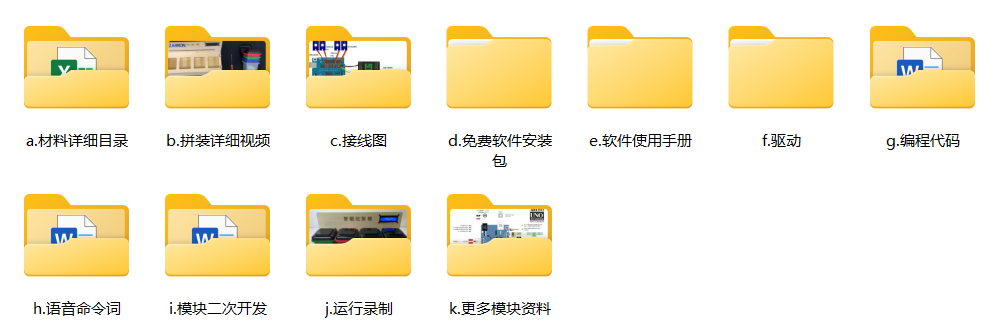 a.材料详细目录
b.拼装详细视频
c.接线图
d.免费软件安装
包
e.软件使用手册
f.驱动
g.编程代码
h.语音命令词
i.模块二次开发
j.运行录制
k.更多模块资料
X
W
W
W
UNO